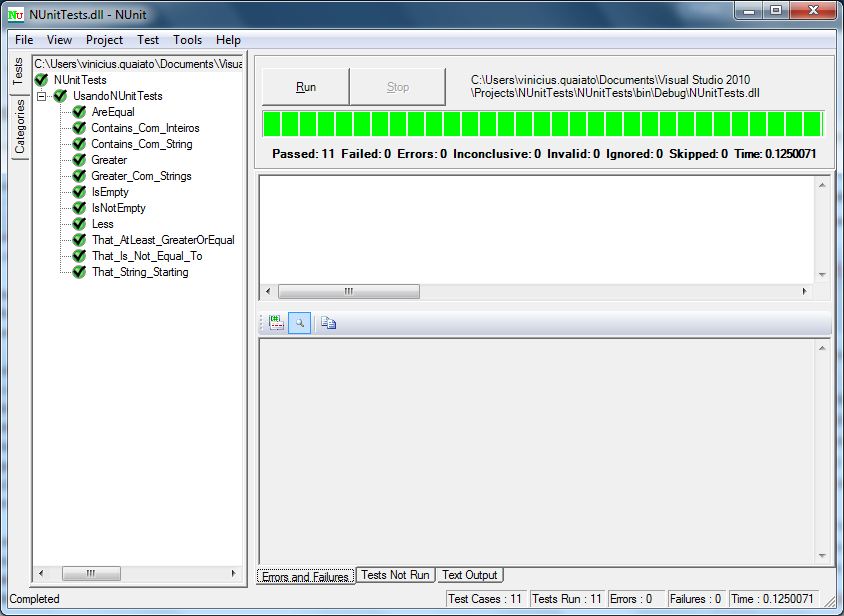 NUnitTests.dll - NUnit
File View Project Test Tools Help
Tests
Categories
C:\Users\vinicius.quaiato\Documents\Visua
NUnitTests
UsandoNUnitTests
AreEqual
Contains_Com_Inteiros
Contains_Com_String
Greater
Greater_Com_Strings
IsEmpty
IsNotEmpty
Less
That_AtLeast_GreaterOrEqual
That_Is_Not_Equal_To
That_String_Starting
Run
Stop
C:\Users\vinicius.quaiato\Documents\Visual Studio 2010
\Projects\NUnitTests\NUnitTests\bin\Debug\NUnitTests.dll
Passed: 11 Failed: 0 Errors: 0 Inconclusive: 0 Invalid: 0 Ignored: 0 Skipped: 0 Time: 0.1250071
Errors and Failures Tests Not Run Text Output
Completed
Test Cases : 11 Tests Run : 11 Errors : 0 Failures : 0 Time : 0.1250071